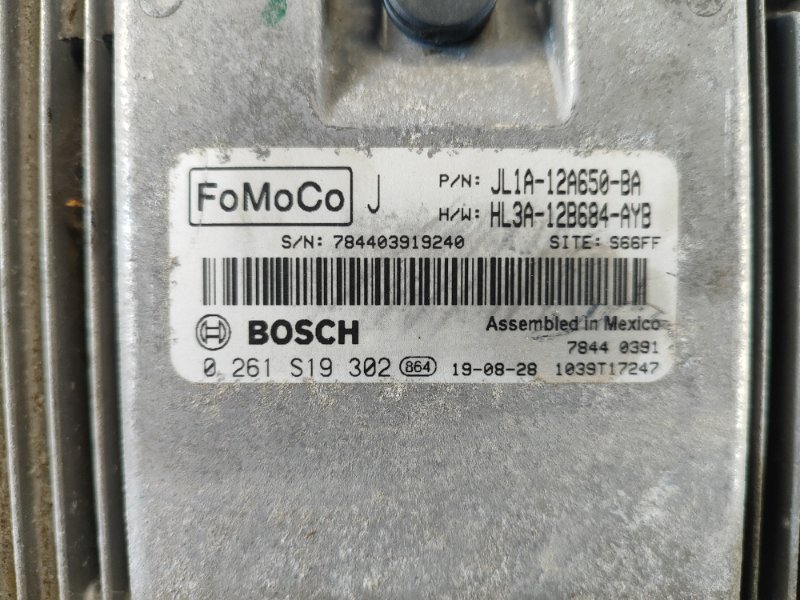 FoMoCo J P/N: JL1A-12A650-BA
H/W: HL3A-12B684-AYB
S/N: 784403919240 SITE: S66FF
BOSCH Assembled in Mexico
7844 0391
0 261 S19 302 864 19-08-28 1039T17247